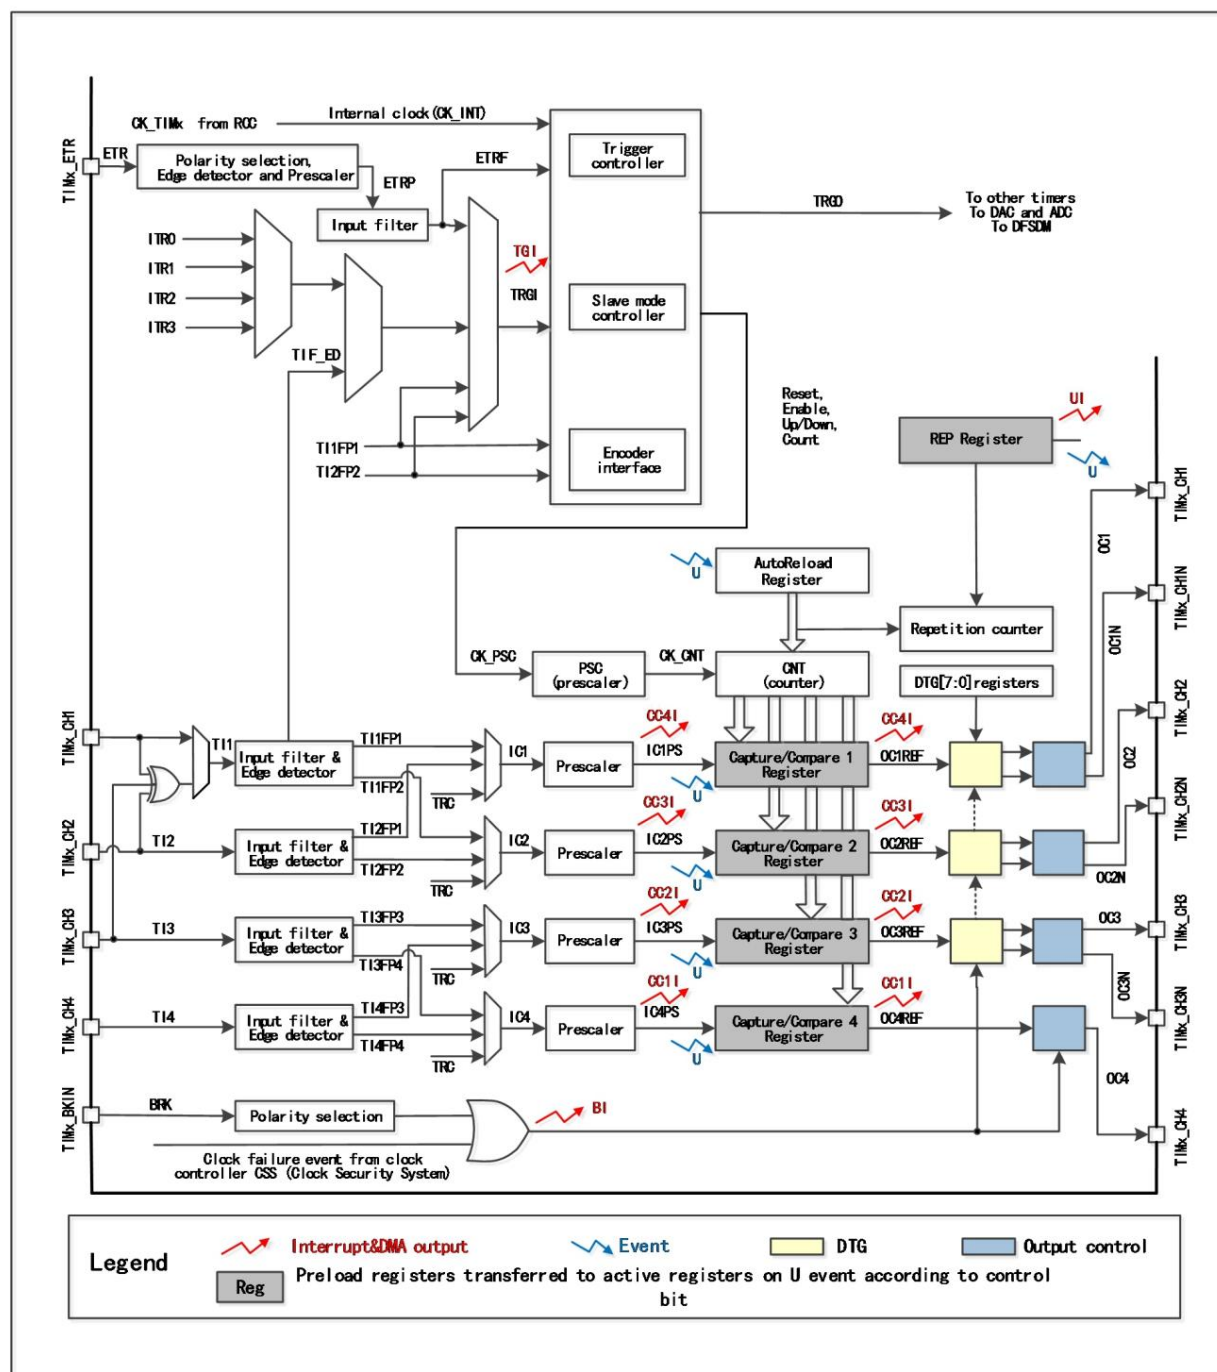 Internal clock(CK_INT)
CK_TIMx from RCC
TIMx_ETR
ETR
Polarity selection,
Edge detector and Prescaler
ETRP
ETRF
Input filter
Trigger
controller
TRGO
To other timers
To DAC and ADC
To DFSDM
ITR0
ITR1
ITR2
ITR3
TGI
TRGI
Slave mode
controller
TIF_ED
TI1FP1
TI2FP2
Encoder
interface
Reset,
Enable,
Up/Down,
Count
UI
REP Register
U
TIMx_CH1
OC1
U
AutoReload
Register
TIMx_CH1N
Repetition counter
OC1N
CK_PSC
PSC
(prescaler)
CK_CNT
CNT
(counter)
DTG[7:0]registers
TIMx_CH2
OC2
TIMx_CH1
TI1
Input filter &
Edge detector
TI1FP1
TI1FP2
TRC
IC1
Prescaler
CC4I
IC1PS
U
Capture/Compare 1
Register
CC4I
OC1REF
TIMx_CH2N
TIMx_CH2
TI2
Input filter &
Edge detector
TI2FP1
TI2FP2
TRC
IC2
Prescaler
CC3I
IC2PS
U
Capture/Compare 2
Register
CC3I
OC2REF
OC2N
TIMx_CH3
TI3
Input filter &
Edge detector
TI3FP3
TI3FP4
TRC
IC3
Prescaler
CC2I
IC3PS
U
Capture/Compare 3
Register
CC2I
OC3REF
OC3
TIMx_CH3
OC3N
TIMx_CH3N
TIMx_CH4
TI4
Input filter &
Edge detector
TI4FP3
TI4FP4
TRC
IC4
Prescaler
CC1I
IC4PS
U
Capture/Compare 4
Register
CC1I
OC4REF
OC4
TIMx_CH4
TIMx_BKIN
BRK
Polarity selection
BI
Clock failure event from clock
controller CSS (Clock Security System)
Legend
Interrupt&DMA output
Event
DTG
Output control
Reg
Preload registers transferred to active registers on U event according to control
bit